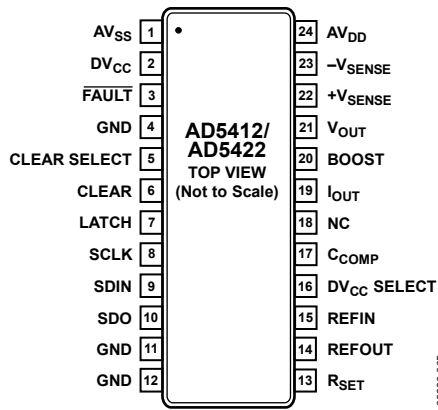 AVSS 1
DVCC 2
FAULT 3
GND 4
CLEAR SELECT 5
CLEAR 6
LATCH 7
SCLK 8
SDIN 9
SDO 10
GND 11
GND 12
AD5412/
AD5422
TOP VIEW
(Not to Scale)
24 AVDD
23 –VSENSE
22 +VSENSE
21 VOUT
20 BOOST
19 IOUT
18 NC
17 CCOMP
16 DVCC SELECT
15 REFIN
14 REFOUT
13 RSET